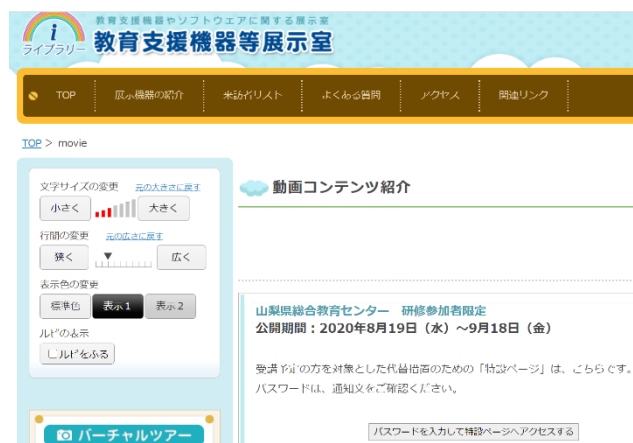 教育支援機器やソフトウエアに関する展示室
i
ライブラリー
教育支援機器等展示室
TOP 展示機器の紹介 来訪者リスト よくある質問 アクセス 関連リンク
TOP > movie
文字サイズの変更 元の大きさに戻す
小さく 大きく
行間の変更 元の広さに戻す
狭く 広く
表示色の変更
標準色 表示1 表示2
ルビの表示
ルビをふる
バーチャルツアー
動画コンテンツ紹介
山梨県総合教育センター 研修参加者限定
公開期間：2020年8月19日（水）～9月18日（金）
受講予定の方を対象とした代替措置のための「特設ページ」は、こちらです。
パスワードは、通知文をご確認ください。
パスワードを入力して特設ページへアクセスする